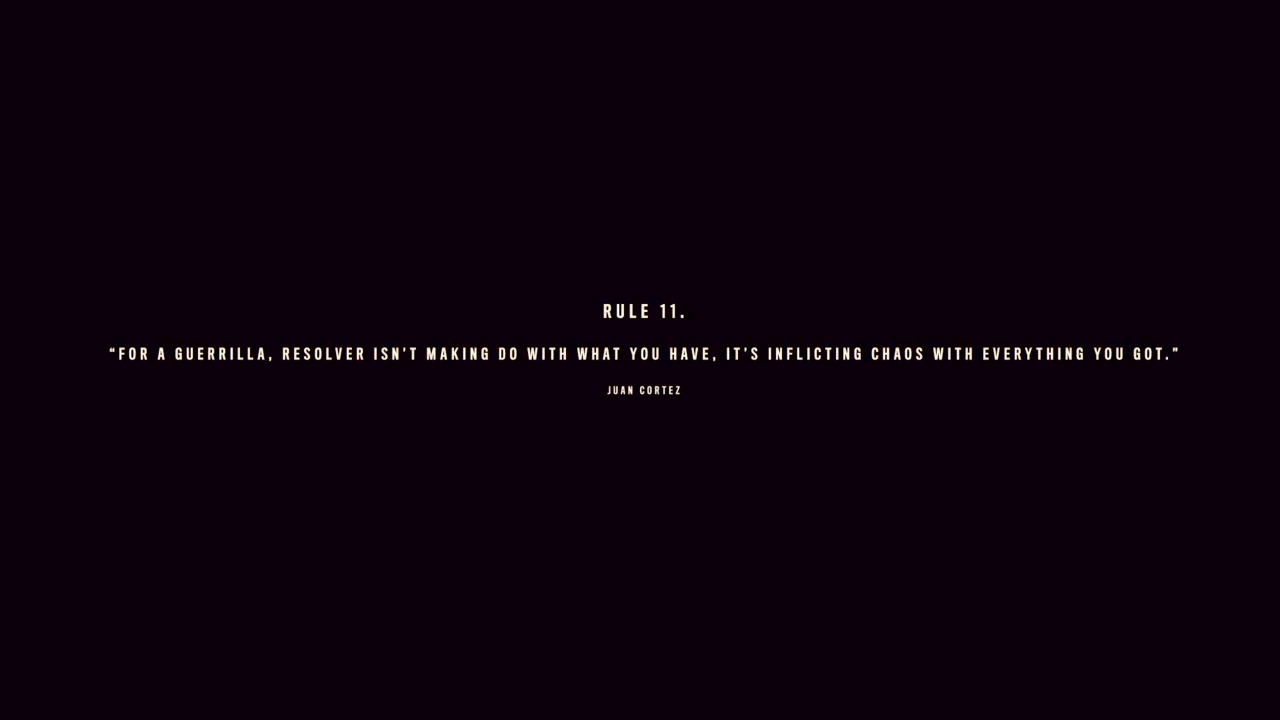 RULE 11.
“FOR A GUERRILLA, RESOLVER ISN'T MAKING DO WITH WHAT YOU HAVE, IT'S INFLICTING CHAOS WITH EVERYTHING YOU GOT.”
JUAN CORTEZ